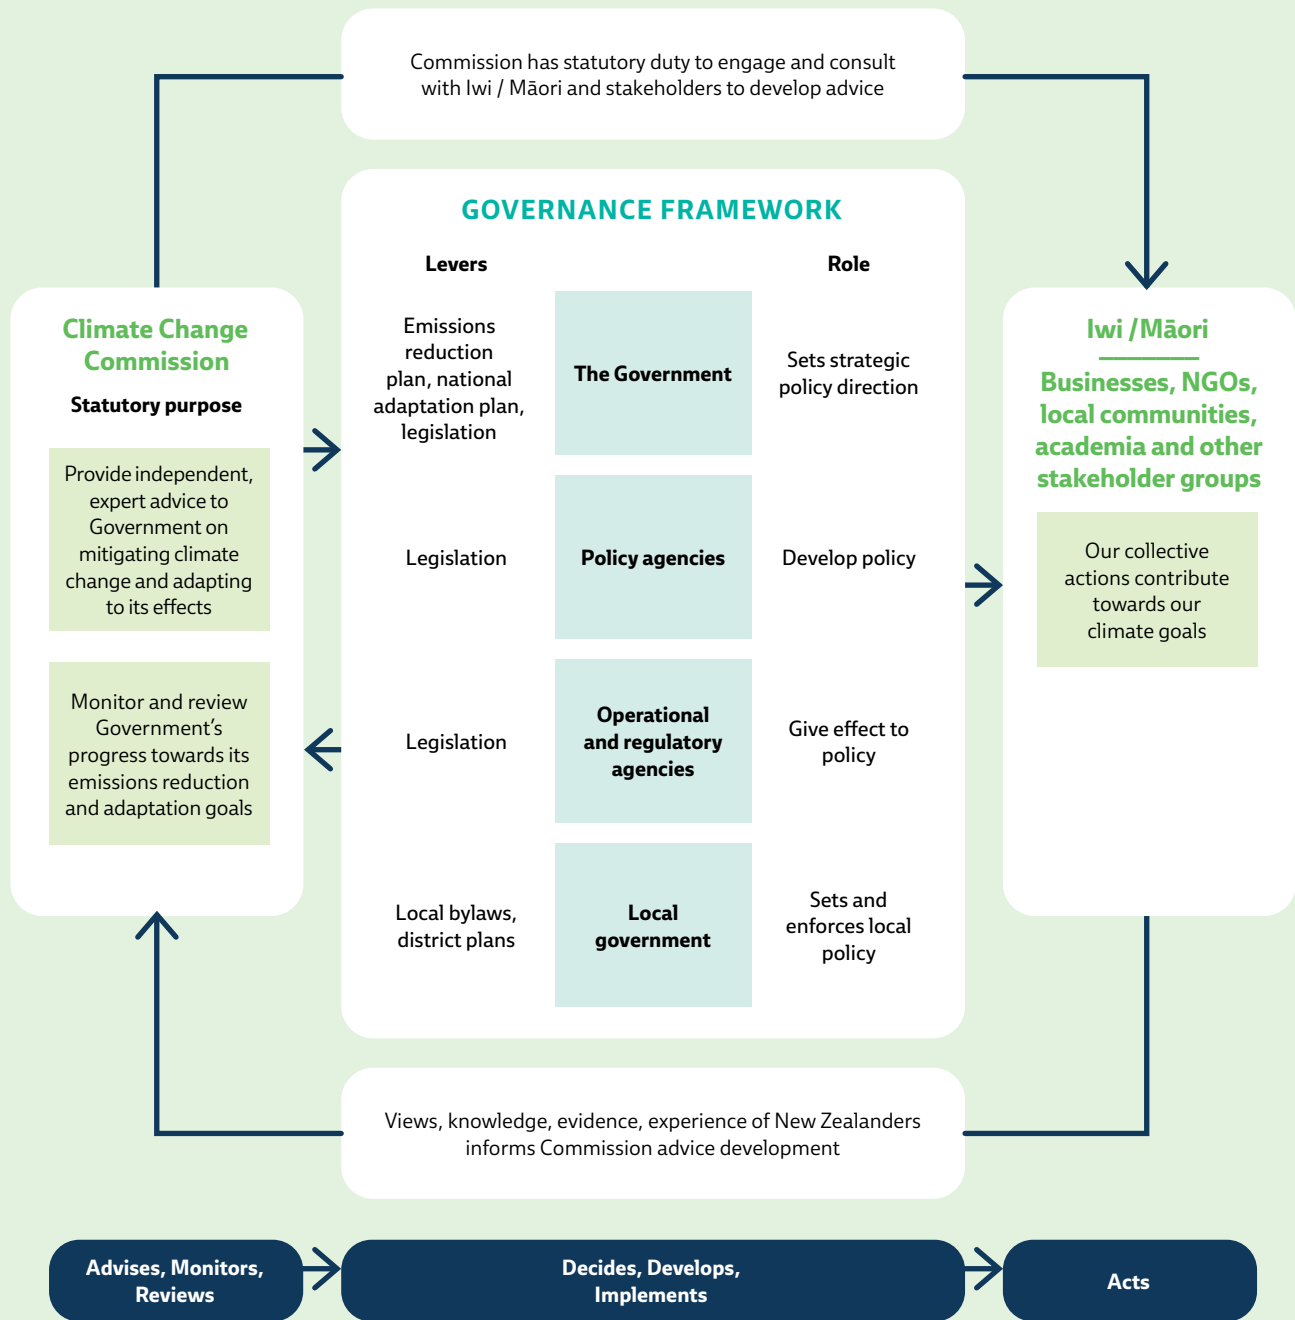 Commission has statutory duty to engage and consult
with Iwi / Māori and stakeholders to develop advice
GOVERNANCE FRAMEWORK
Levers
Role
Climate Change
Commission
Statutory purpose
Provide independent,
expert advice to
Government on
mitigating climate
change and adapting
to its effects
Monitor and review
Government's
progress towards its
emissions reduction
and adaptation goals
Emissions
reduction
plan, national
adaptation plan,
legislation
The Government
Sets strategic
policy direction
Legislation
Policy agencies
Develop policy
Legislation
Operational
and regulatory
agencies
Give effect to
policy
Local bylaws,
district plans
Local
government
Sets and
enforces local
policy
Iwi /Māori
Businesses, NGOs,
local communities,
academia and other
stakeholder groups
Our collective
actions contribute
towards our
climate goals
Views, knowledge, evidence, experience of New Zealanders
informs Commission advice development
Advises, Monitors,
Reviews
Decides, Develops,
Implements
Acts